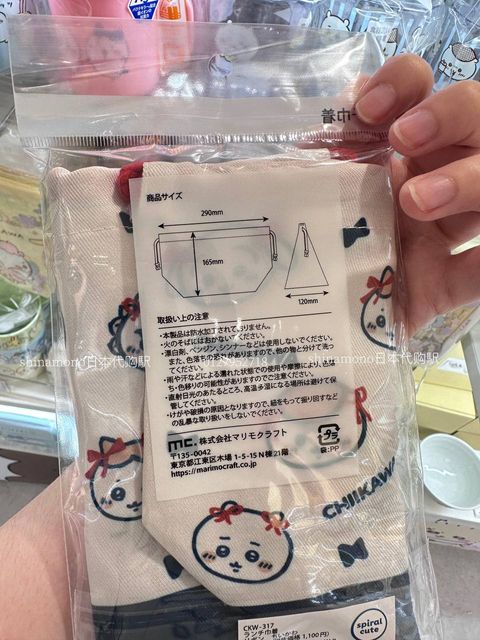 商品サイズ
290mm
165mm
120mm
取扱い上の注意
・本製品は防水加工されておりません。
・火のそばにはおかないでください。
・漂白剤、ベンジン、シンナーなどは使用しないでください。
また、色落ちの恐れがありますので、他の物と分けて洗っ
てください。
・雨や汗などによる濡れた状態での使用や摩擦により、色落
ち・色移りの可能性がありますのでご注意ください。
・直射日光のあたるところ、高温多湿になる場所は避けて保
管してください。
・けがや破損の原因となりますので、紐をもって振り回すなど
の乱暴な取り扱いをしないでください。
shinamono日本代购駅
shinamono日本代购駅
mc. 株式会社マリモクラフト
〒135-0042
東京都江東区木場 1-5-15 N棟21階
https://marimocraft.co.jp
プラ
袋:PP
CHIIKAWA
CKW-317
ランチ巾着
spiral
cute